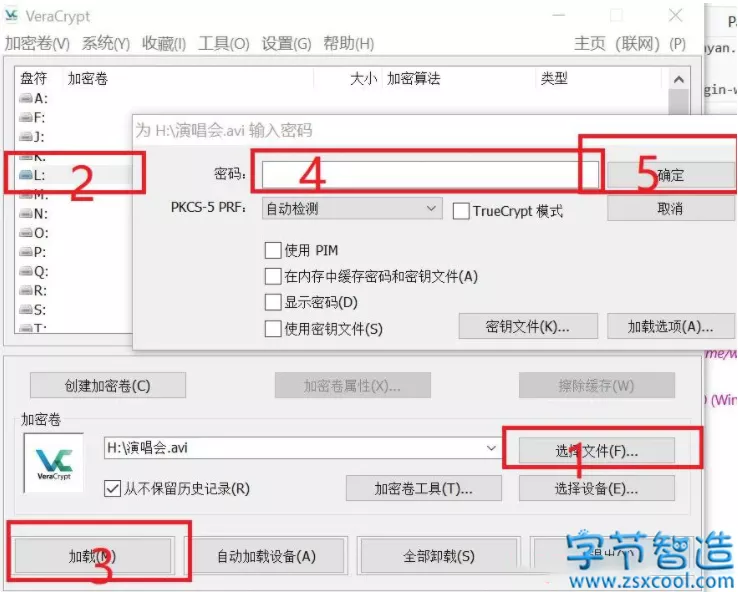 VeraCrypt
加密卷(V) 系统(Y) 收藏(I) 工具(O) 设置(G) 帮助(H) 主页 (联网) (P)
盘符 加密卷 大小 加密算法 类型
A:
F:
J:
K:
L:
M:
N:
O:
P:
Q:
R:
S:
T:
2
为 H:\演唱会.avi 输入密码
密码: 4
5 确定
PKCS-5 PRF: 自动检测 TrueCrypt 模式 取消
使用 PIM
在内存中缓存密码和密钥文件(A)
显示密码(D)
使用密钥文件(S) 密钥文件(K)... 加载选项(A)...
创建加密卷(C) 加密卷属性(X)... 擦除缓存(W)
加密卷
VeraCrypt
H:\演唱会.avi 选择文件(F)...
1
从不保留历史记录(R) 加密卷工具(T)... 选择设备(E)...
加载(M) 自动加载设备(A) 全部卸载(S)
3
字节智造
www.zsxcool.com